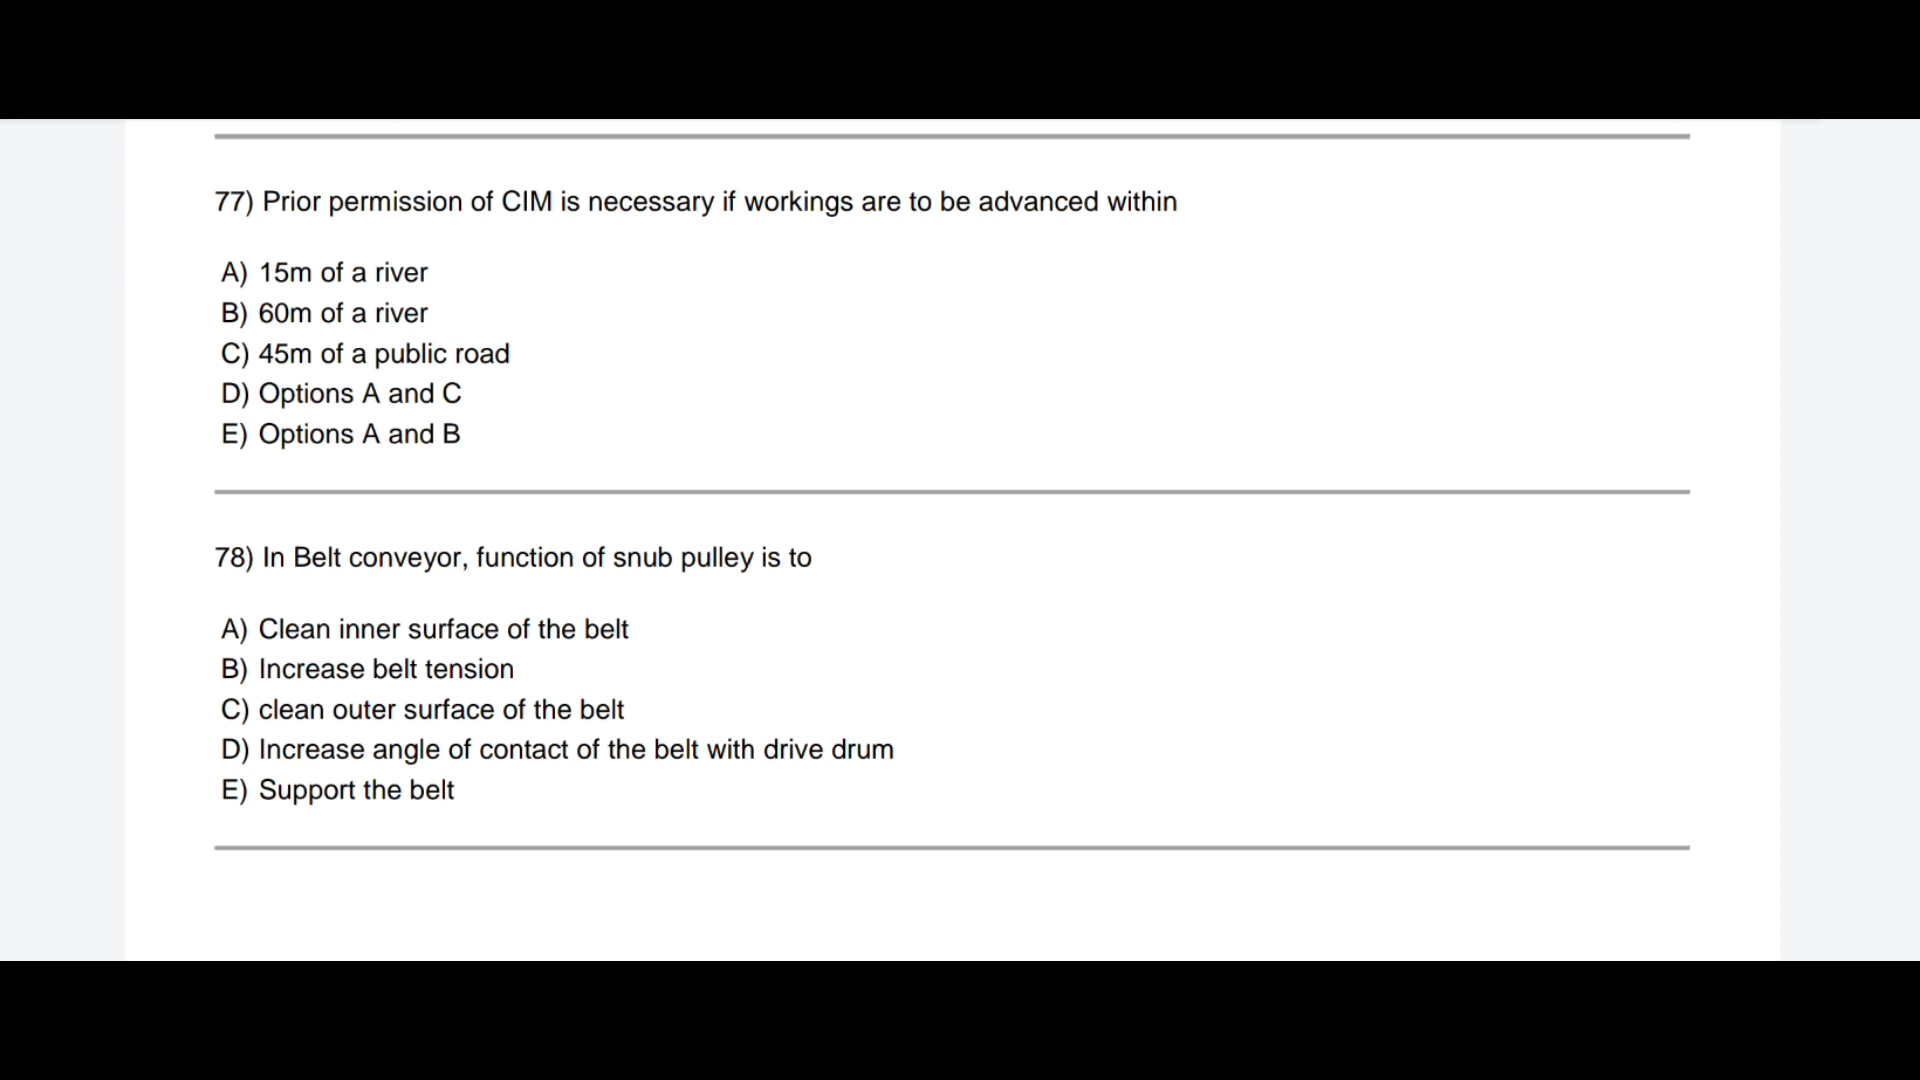 77) Prior permission of CIM is necessary if workings are to be advanced within
A) 15m of a river
B) 60m of a river
C) 45m of a public road
D) Options A and C
E) Options A and B
78) In Belt conveyor, function of snub pulley is to
A) Clean inner surface of the belt
B) Increase belt tension
C) clean outer surface of the belt
D) Increase angle of contact of the belt with drive drum
E) Support the belt